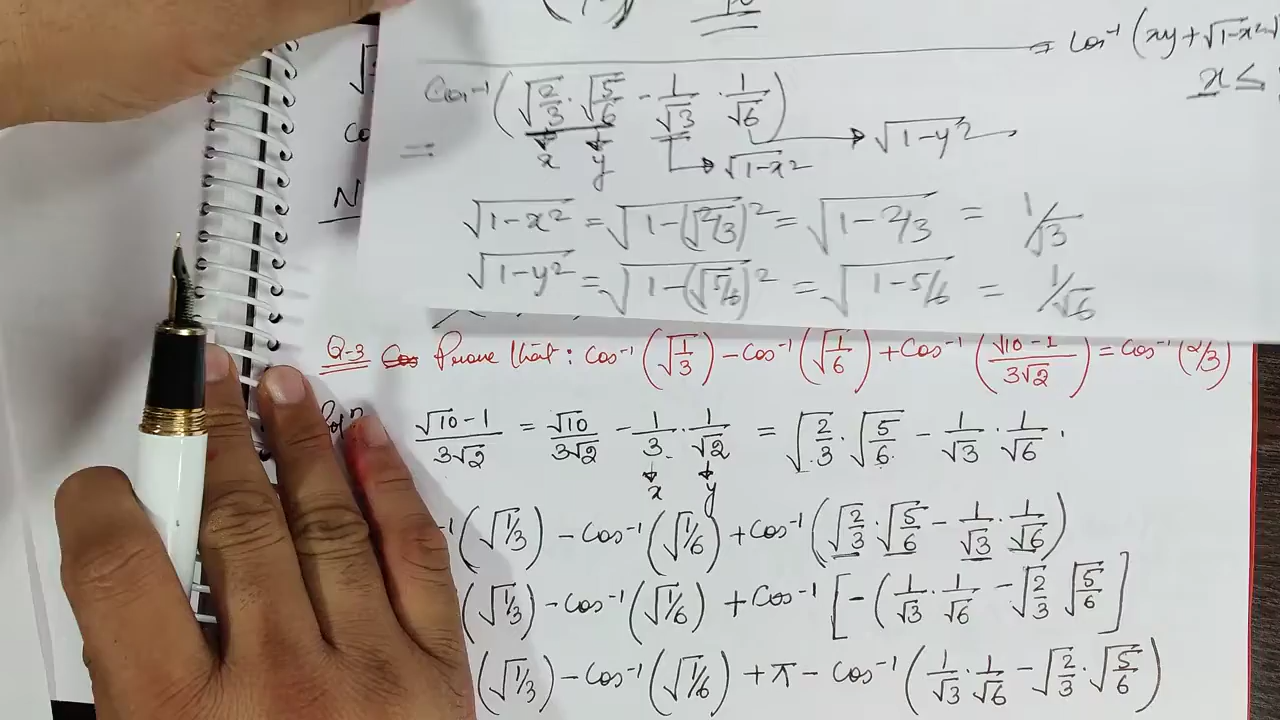 = Cos⁻¹ (xy + √1-x²
x ≤
Cos⁻¹ (√2/3 · √5/6 - 1/√3 · 1/√6)
=
x y √1-x² √1-y²
√1-x² = √1-(√2/3)² = √1-2/3 = 1/√3
√1-y² = √1-(√5/6)² = √1-5/6 = 1/√6
Q-3 Prove that: Cos⁻¹ (√1/3) - Cos⁻¹ (√1/6) + Cos⁻¹ (√10-1/3√2) = Cos⁻¹ (2/3)
√10-1/3√2 = √10/3√2 - 1/3 · 1/√2 = √2/3 · √5/6 - 1/√3 · 1/√6 ·
x y
⁻¹ (√1/3) - Cos⁻¹ (√1/6) + Cos⁻¹ (√2/3 · √5/6 - 1/√3 · 1/√6)
(√1/3) - Cos⁻¹ (√1/6) + Cos⁻¹ [-(1/√3 · 1/√6 - √2/3 √5/6]
(√1/3) - Cos⁻¹ (√1/6) + π - Cos⁻¹ (1/√3 · 1/√6 - √2/3 · √5/6)